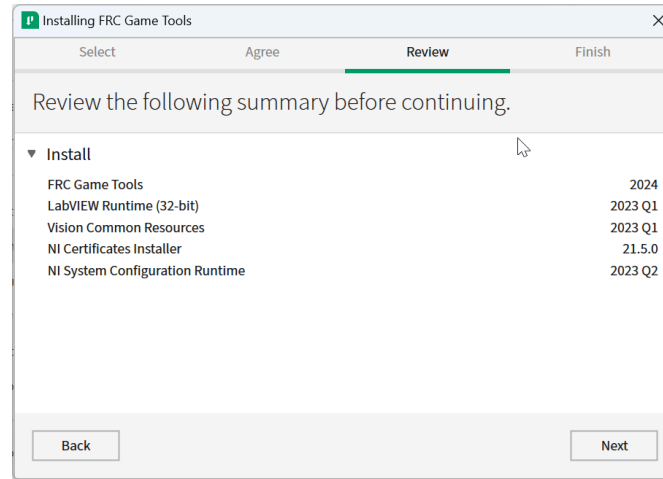 Installing FRC Game Tools
Select Agree Review Finish
Review the following summary before continuing.
Install
FRC Game Tools 2024
LabVIEW Runtime (32-bit) 2023 Q1
Vision Common Resources 2023 Q1
NI Certificates Installer 21.5.0
NI System Configuration Runtime 2023 Q2
Back Next